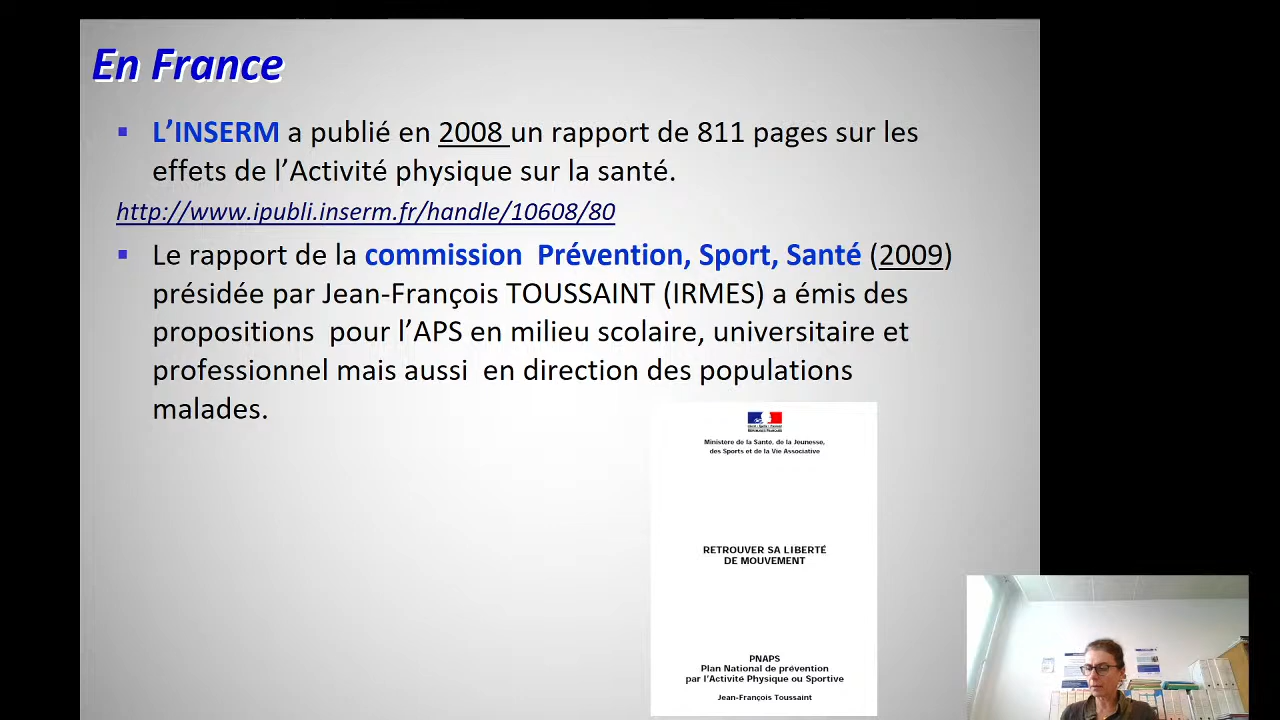 En France
L’INSERM a publié en 2008 un rapport de 811 pages sur les
effets de l’Activité physique sur la santé.
http://www.ipubli.inserm.fr/handle/10608/80
Le rapport de la commission Prévention, Sport, Santé (2009)
présidée par Jean-François TOUSSAINT (IRMES) a émis des
propositions pour l’APS en milieu scolaire, universitaire et
professionnel mais aussi en direction des populations
malades.
Ministère de la Santé, de la Jeunesse,
des Sports et de la Vie Associative
RETROUVER SA LIBERTÉ
DE MOUVEMENT
PNAPS
Plan National de prévention
par l’Activité Physique ou Sportive
Jean-François Toussaint